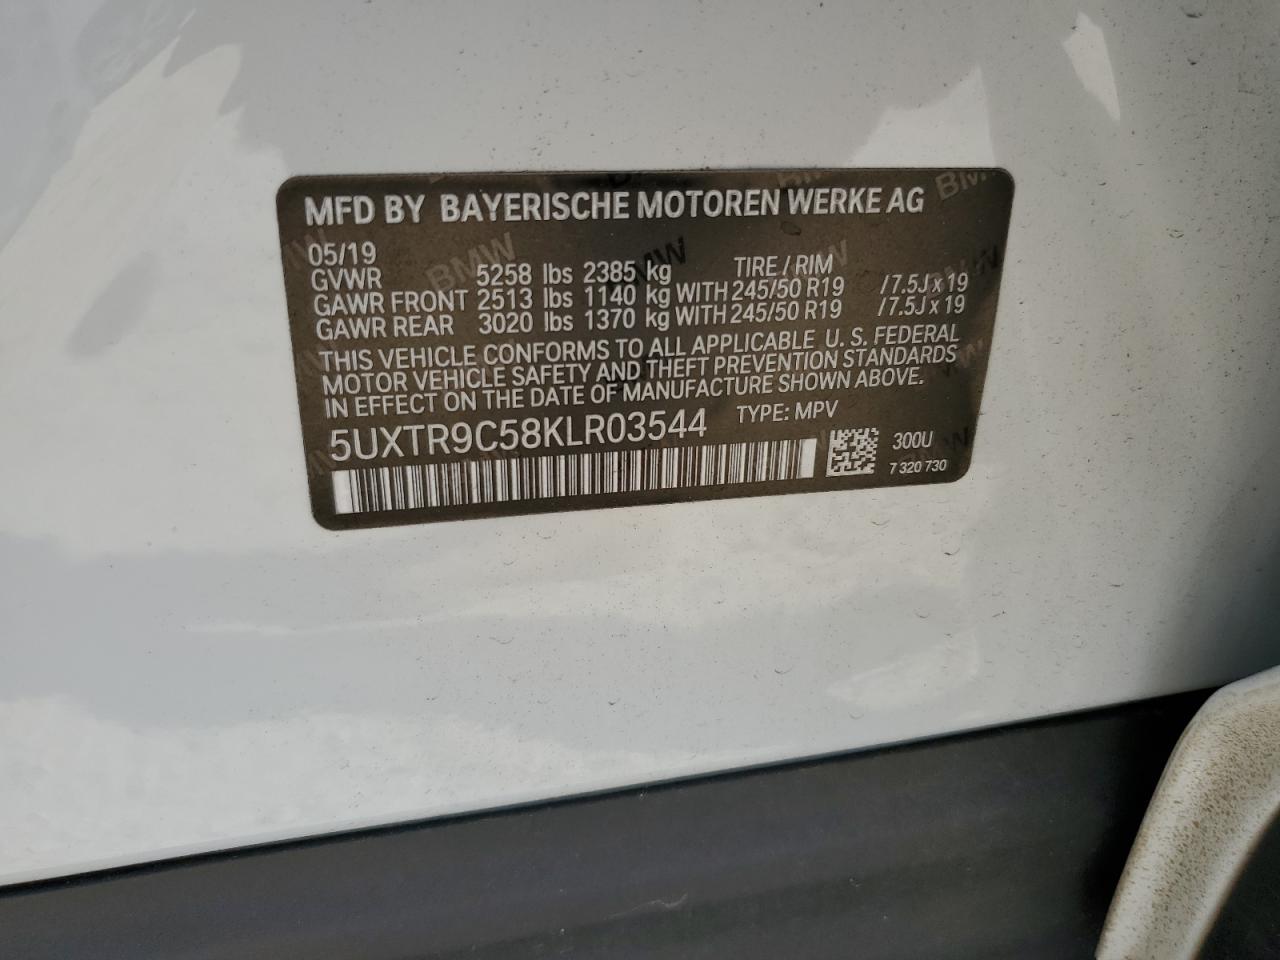 MFD BY BAYERISCHE MOTOREN WERKE AG
05/19
GVWR 5258 lbs 2385 kg TIRE / RIM
GAWR FRONT 2513 lbs 1140 kg WITH 245/50 R19 / 7.5J x 19
GAWR REAR 3020 lbs 1370 kg WITH 245/50 R19 / 7.5J x 19
THIS VEHICLE CONFORMS TO ALL APPLICABLE U. S. FEDERAL
MOTOR VEHICLE SAFETY AND THEFT PREVENTION STANDARDS
IN EFFECT ON THE DATE OF MANUFACTURE SHOWN ABOVE.
5UXTR9C58KLR03544 TYPE: MPV
300U
7 320 730